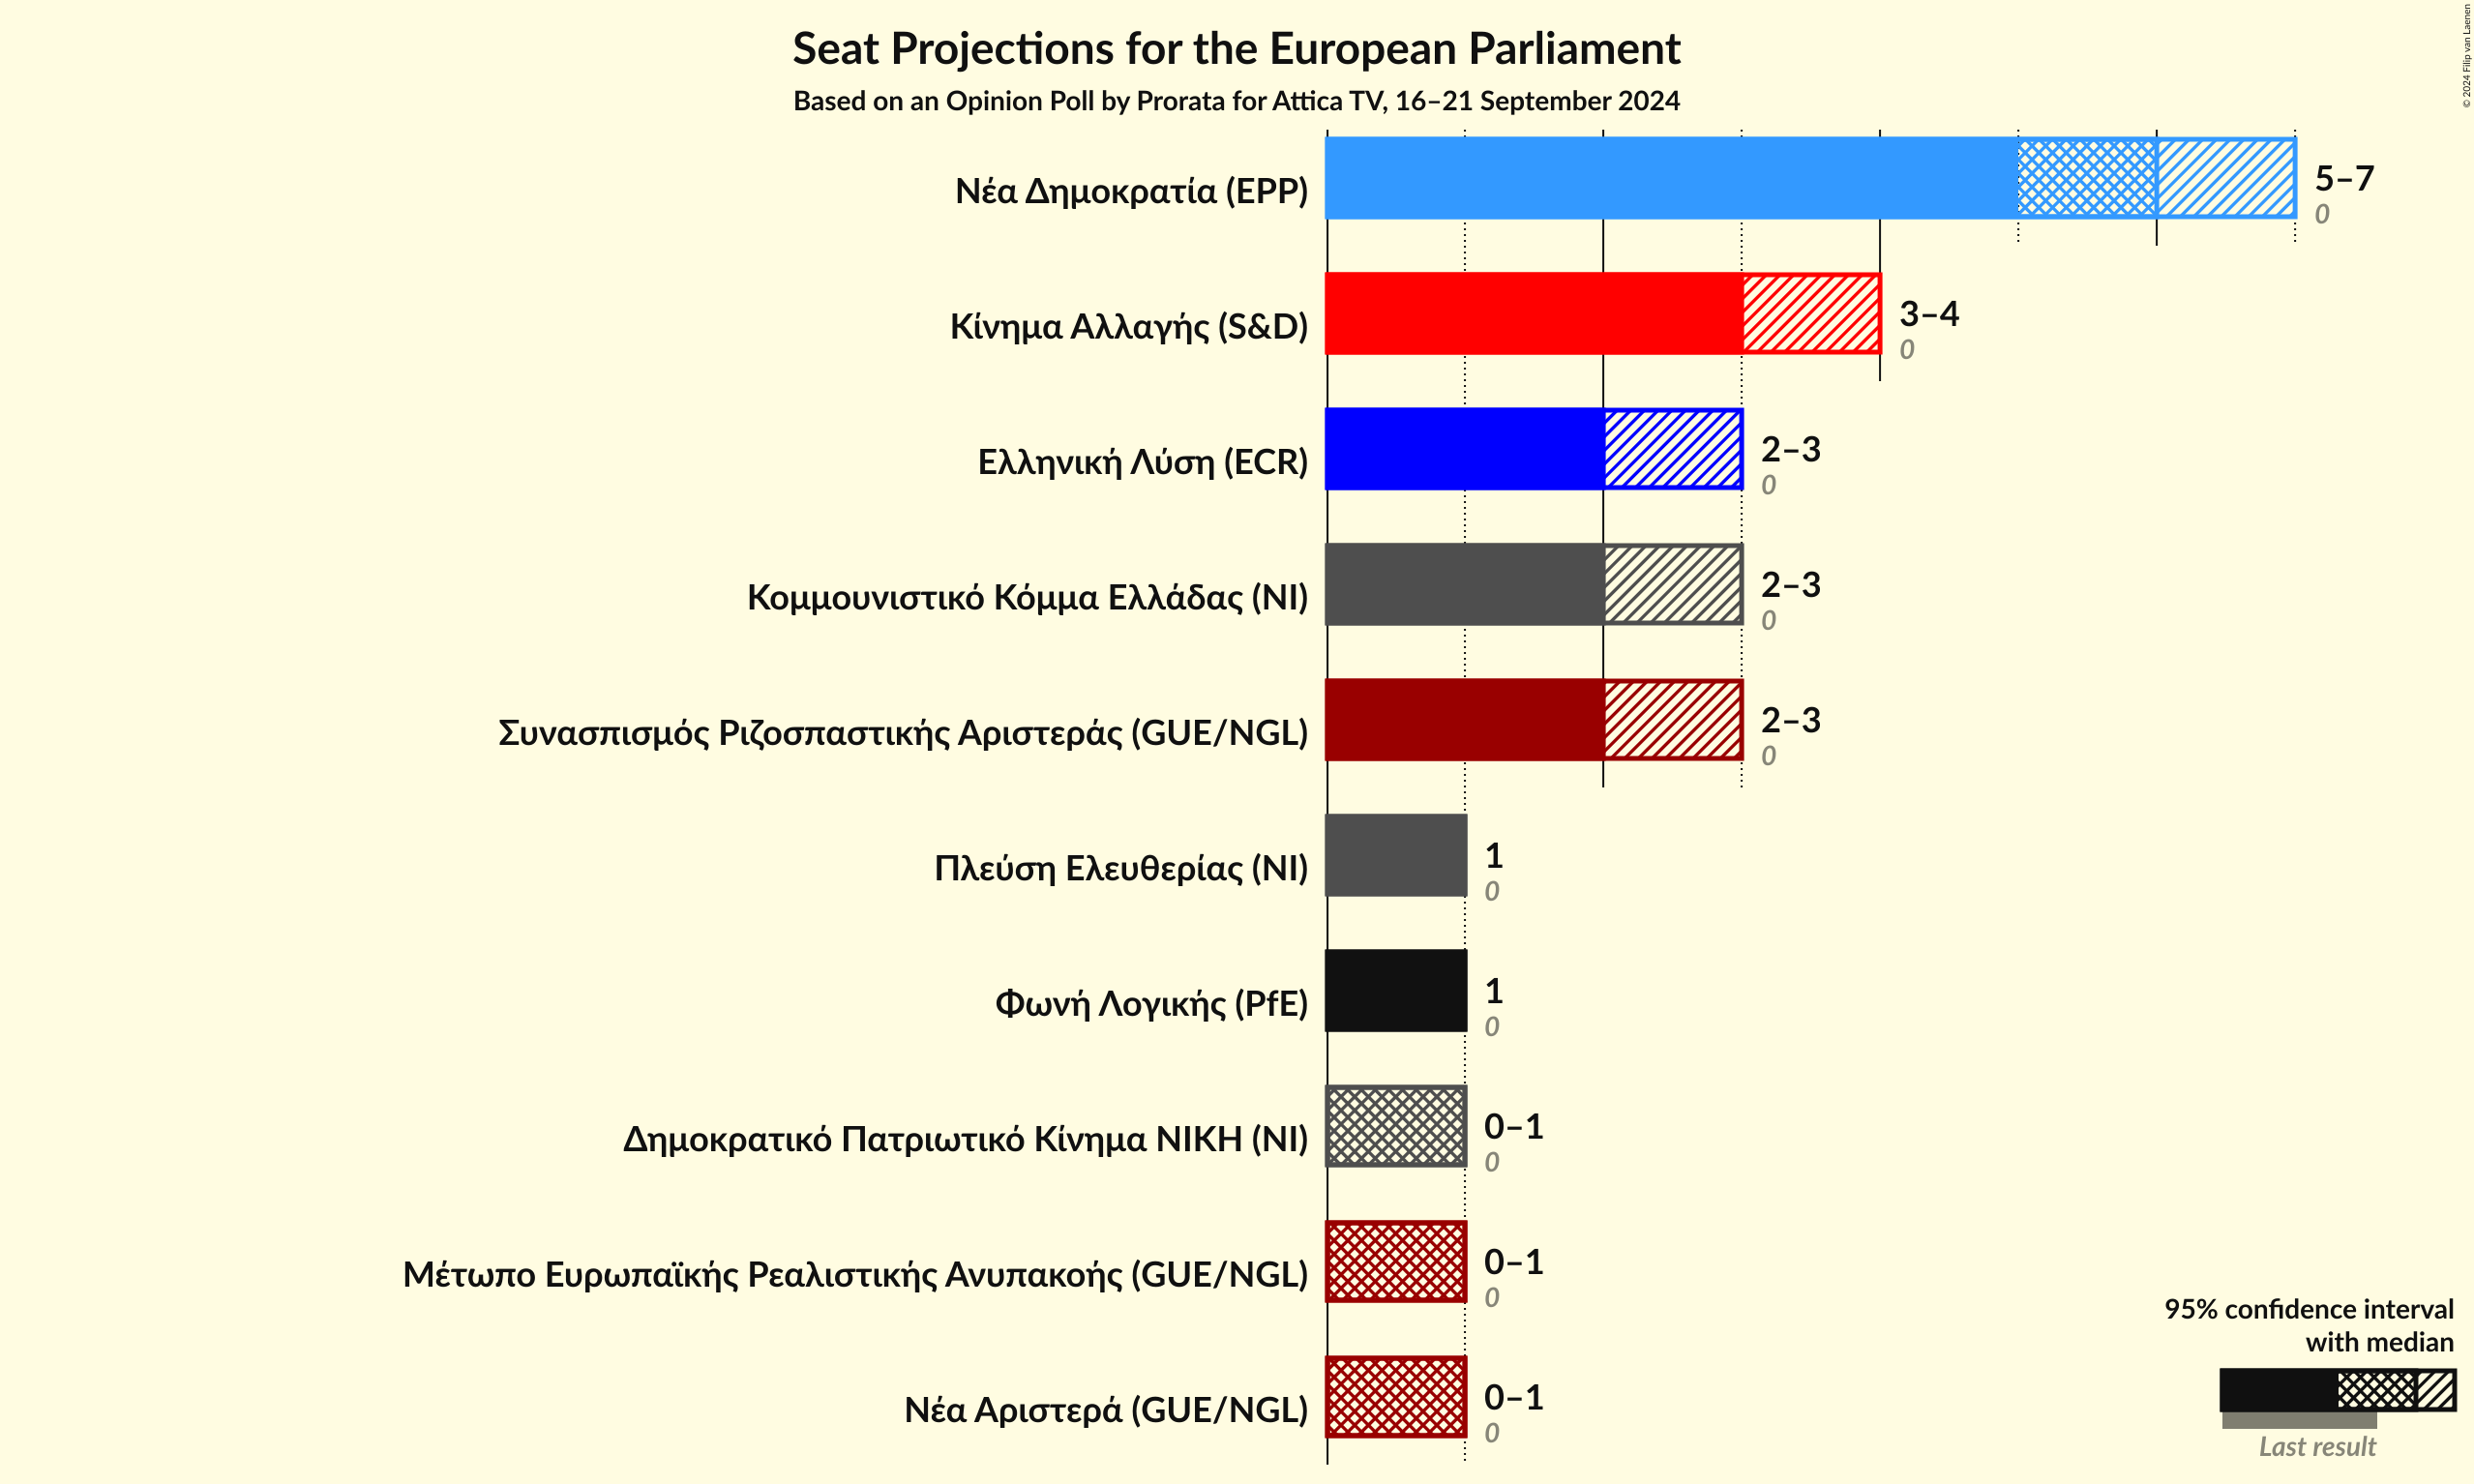 Seat Projections for the European Parliament
Based on an Opinion Poll by Prorata for Attica TV, 16–21 September 2024
© 2024 Filip van Laenen
Νέα Δημοκρατία (EPP)
5–7
0
Κίνημα Αλλαγής (S&D)
3–4
0
Ελληνική Λύση (ECR)
2–3
0
Κομμουνιστικό Κόμμα Ελλάδας (NI)
2–3
0
Συνασπισμός Ριζοσπαστικής Αριστεράς (GUE/NGL)
2–3
0
Πλεύση Ελευθερίας (NI)
1
0
Φωνή Λογικής (PfE)
1
0
Δημοκρατικό Πατριωτικό Κίνημα ΝΙΚΗ (NI)
0–1
0
Μέτωπο Ευρωπαϊκής Ρεαλιστικής Ανυπακοής (GUE/NGL)
0–1
0
Νέα Αριστερά (GUE/NGL)
0–1
0
95% confidence interval
with median
Last result